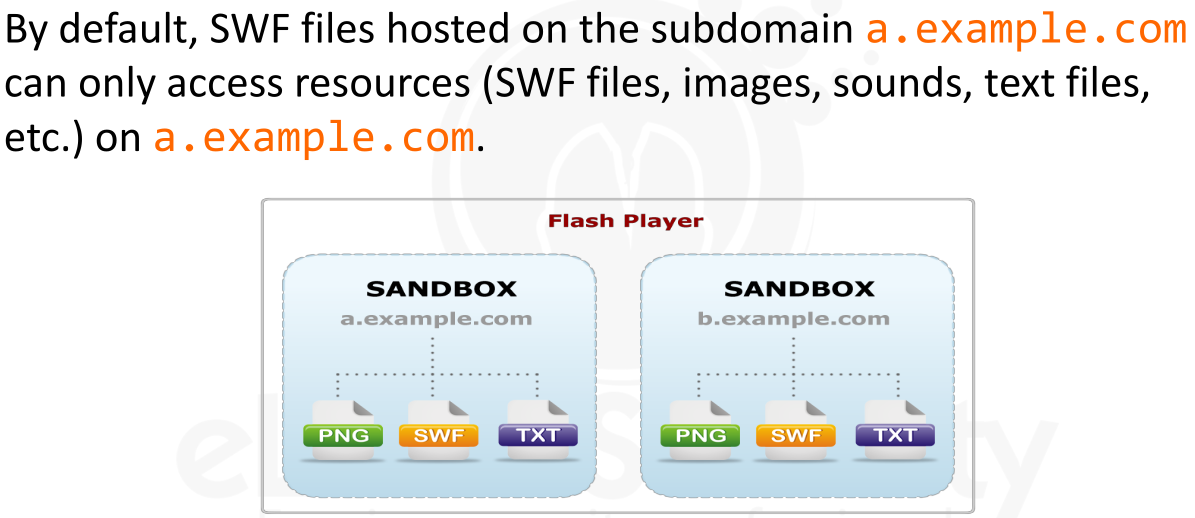 By default, SWF files hosted on the subdomain a.example.com
can only access resources (SWF files, images, sounds, text files,
etc.) on a.example.com.
Flash Player
SANDBOX
a.example.com
PNG SWF TXT
SANDBOX
b.example.com
PNG SWF TXT